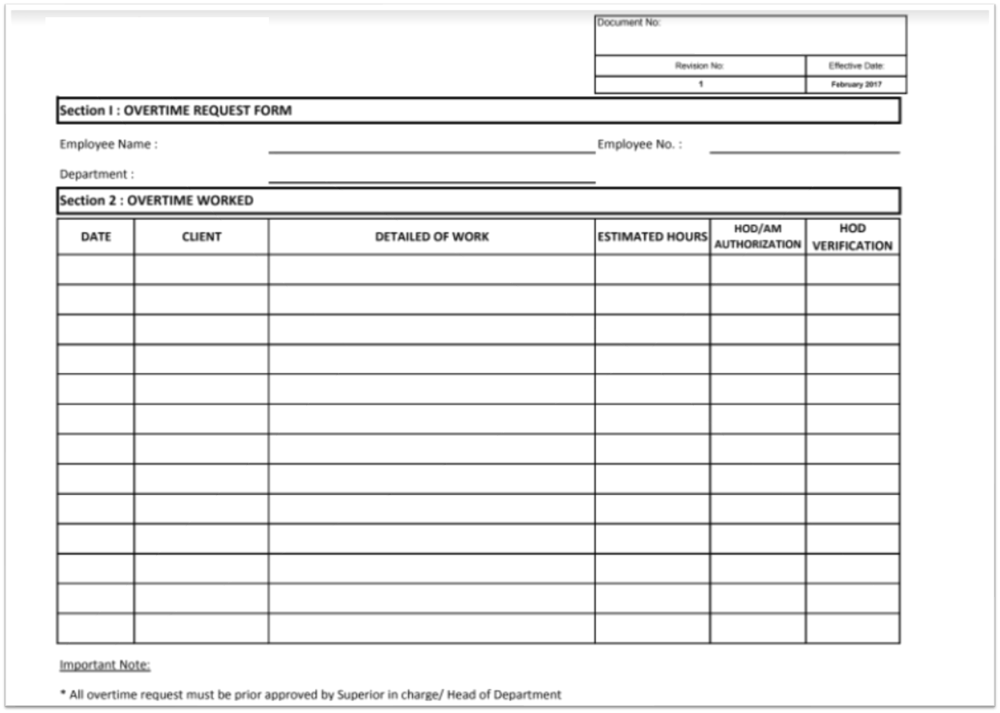 Document No:
Revision No: Effective Date:
1 February 2017
Section I : OVERTIME REQUEST FORM
Employee Name : Employee No. :
Department :
Section 2 : OVERTIME WORKED
DATE CLIENT DETAILED OF WORK ESTIMATED HOURS HOD/AM AUTHORIZATION HOD VERIFICATION
Important Note:
* All overtime request must be prior approved by Superior in charge/ Head of Department